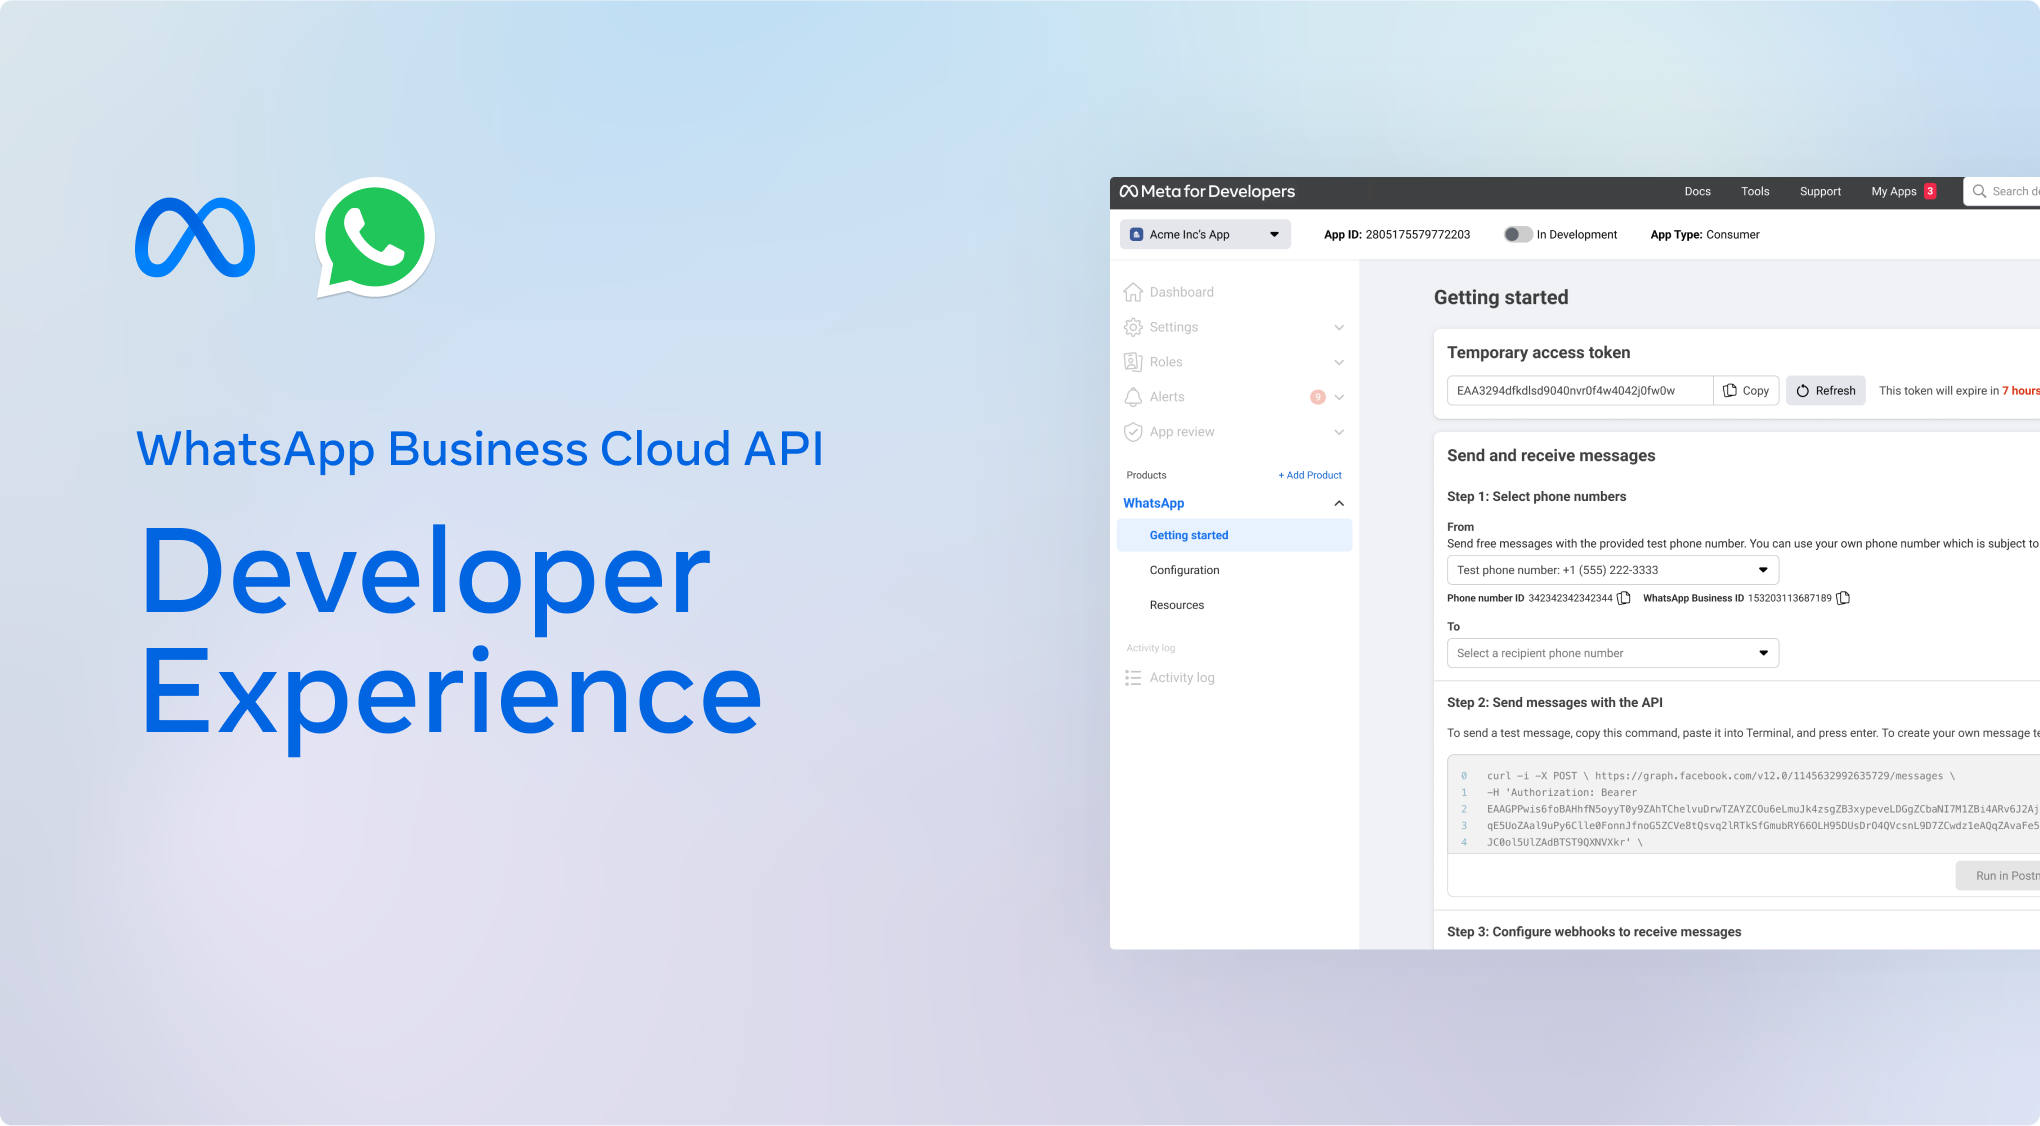 WhatsApp Business Cloud API
Developer
Experience
Meta for Developers
Docs
Tools
Support
My Apps 3
Search
Acme Inc's App
App ID: 2805175579772203
In Development
App Type: Consumer
Dashboard
Settings
Roles
Alerts 9
App review
Products
+ Add Product
WhatsApp
Getting started
Configuration
Resources
Activity log
Activity log
Getting started
Temporary access token
EAA3294dfkdlsd9040nvr0f4w4042j0fw0w
Copy
Refresh
This token will expire in 7 hours
Send and receive messages
Step 1: Select phone numbers
From
Send free messages with the provided test phone number. You can use your own phone number which is subject to
Test phone number: +1 (555) 222-3333
Phone number ID 342342342342344
WhatsApp Business ID 153203113687189
To
Select a recipient phone number
Step 2: Send messages with the API
To send a test message, copy this command, paste it into Terminal, and press enter. To create your own message
0 curl -i -X POST \ https://graph.facebook.com/v12.0/1145632992635729/messages \
1 -H 'Authorization: Bearer
2 EAAGPPwis6foBAHhfN5oyyT0y9ZAhTChelvuDrwTZAYZCOu6eLmuJk4zsgZB3xypeveLDGgZCbaNI7M1ZBi4ARv6J2Aj
3 qE5UoZAal9uPy6Clle0FonnJfnoG5ZCVe8tQsvq2lRTkSfGmubRY66OLH95DUsDrO4QVcsnL9D7ZCwdz1eAQqZAvaFe5
4 JC0ol5UlZAdBTST9QXNVXkr' \
Run in
Step 3: Configure webhooks to receive messages